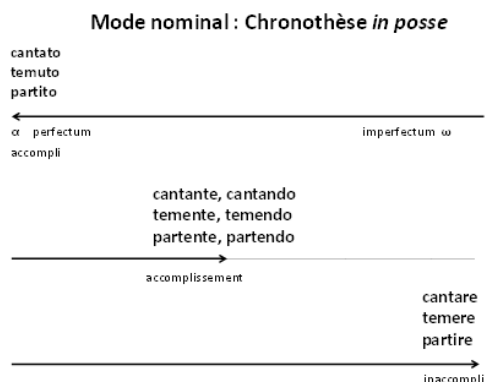 Mode nominal : Chronothèse in posse
cantato
temuto
partito
α perfectum imperfectum ω
accompli
cantante, cantando
temente, temendo
partente, partendo
accomplissement
cantare
temere
partire
inaccompli